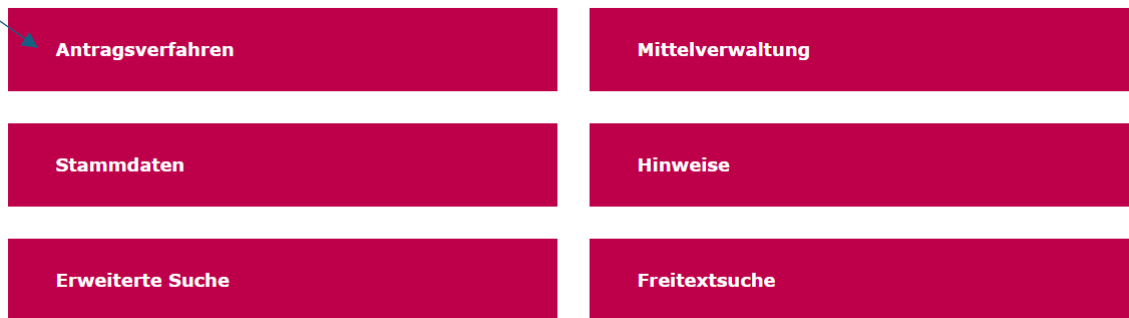 Antragsverfahren
Mittelverwaltung
Stammdaten
Hinweise
Erweiterte Suche
Freitextsuche